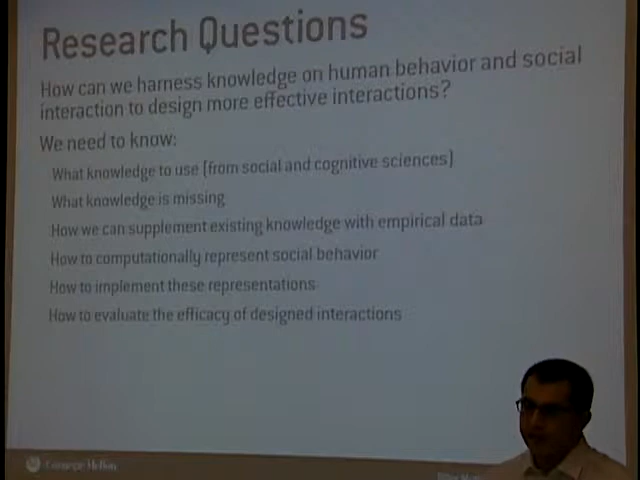 Research Questions
How can we harness knowledge on human behavior and social
interaction to design more effective interactions?
We need to know:
What knowledge to use [from social and cognitive sciences]
What knowledge is missing
How we can supplement existing knowledge with empirical data
How to computationally represent social behavior
How to implement these representations
How to evaluate the efficacy of designed interactions
Carnegie Mellon